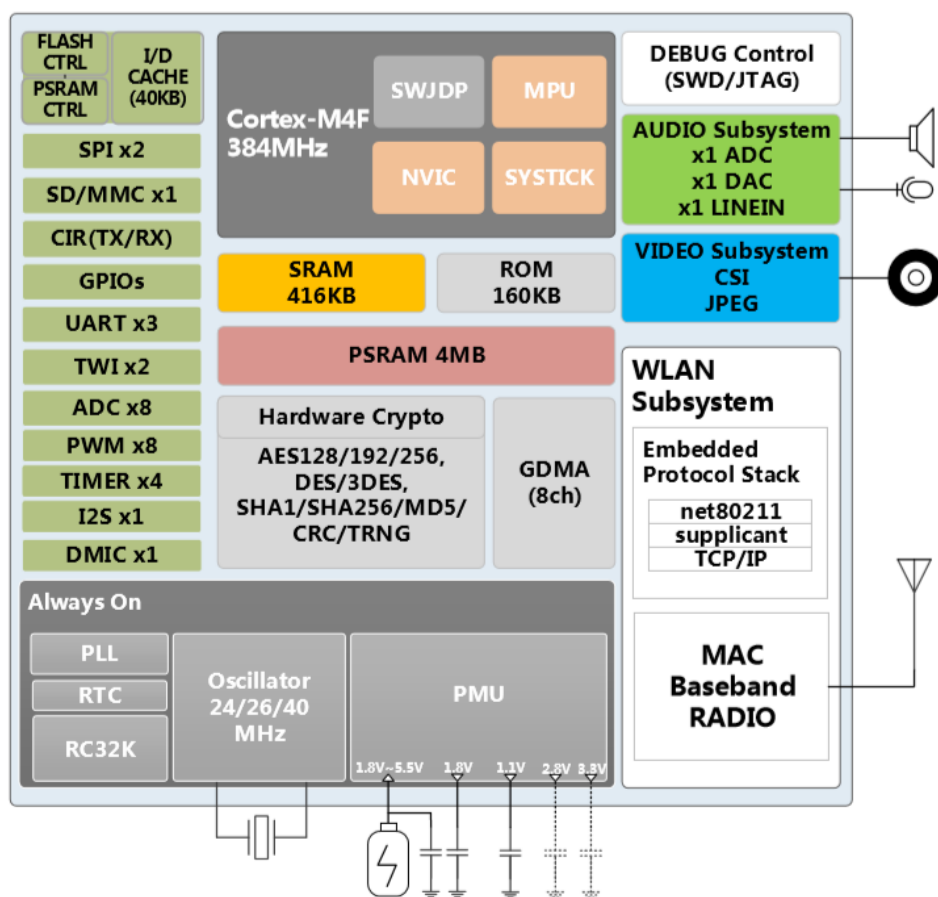 FLASH
CTRL
PSRAM
CTRL
I/D
CACHE
(40KB)
SPI x2
SD/MMC x1
CIR(TX/RX)
GPIOs
UART x3
TWI x2
ADC x8
PWM x8
TIMER x4
I2S x1
DMIC x1
Cortex-M4F
384MHz
SWJDP
MPU
NVIC
SYSTICK
SRAM
416KB
ROM
160KB
PSRAM 4MB
Hardware Crypto
AES128/192/256,
DES/3DES,
SHA1/SHA256/MD5/
CRC/TRNG
GDMA
(8ch)
DEBUG Control
(SWD/JTAG)
AUDIO Subsystem
x1 ADC
x1 DAC
x1 LINEIN
VIDEO Subsystem
CSI
JPEG
WLAN
Subsystem
Embedded
Protocol Stack
net80211
supplicant
TCP/IP
MAC
Baseband
RADIO
Always On
PLL
RTC
RC32K
Oscillator
24/26/40
MHz
PMU
1.8V~5.5V
1.8V
1.1V
2.8V
3.3V